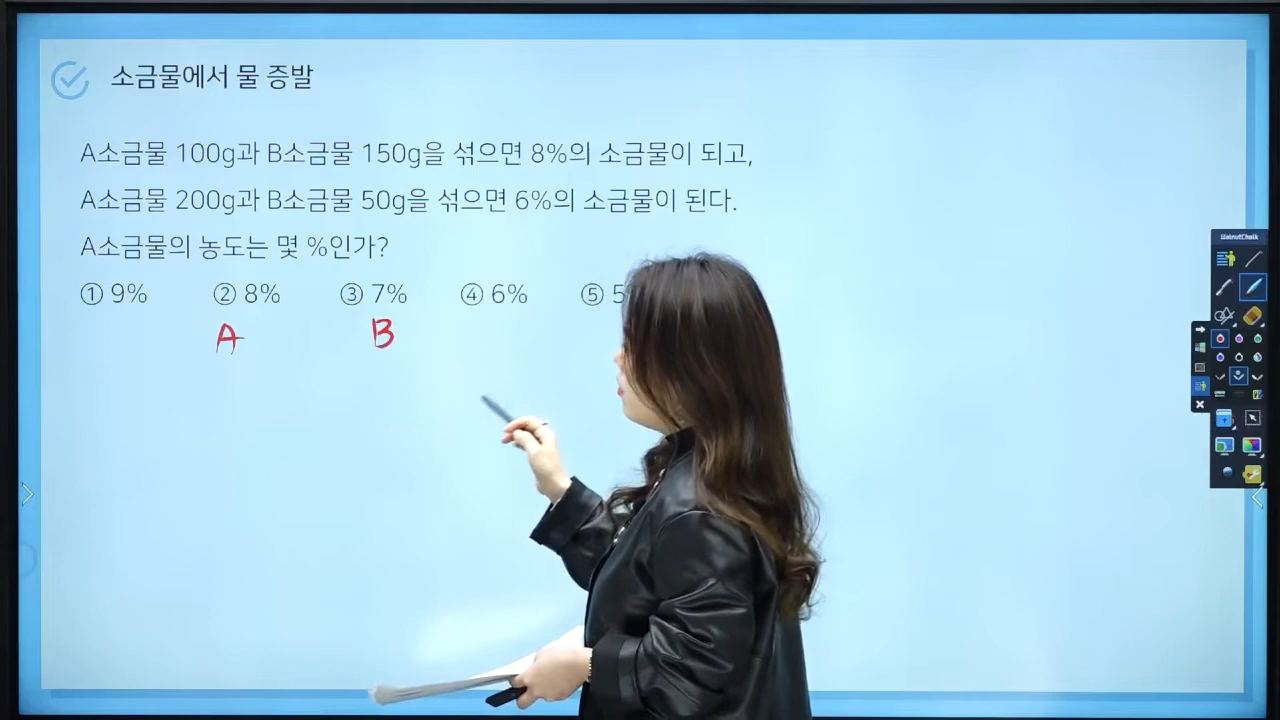 소금물에서 물 증발
A소금물 100g과 B소금물 150g을 섞으면 8%의 소금물이 되고,
A소금물 200g과 B소금물 50g을 섞으면 6%의 소금물이 된다.
A소금물의 농도는 몇 %인가?
① 9% ② 8% ③ 7% ④ 6% ⑤ 5
A B
WalnutChalk